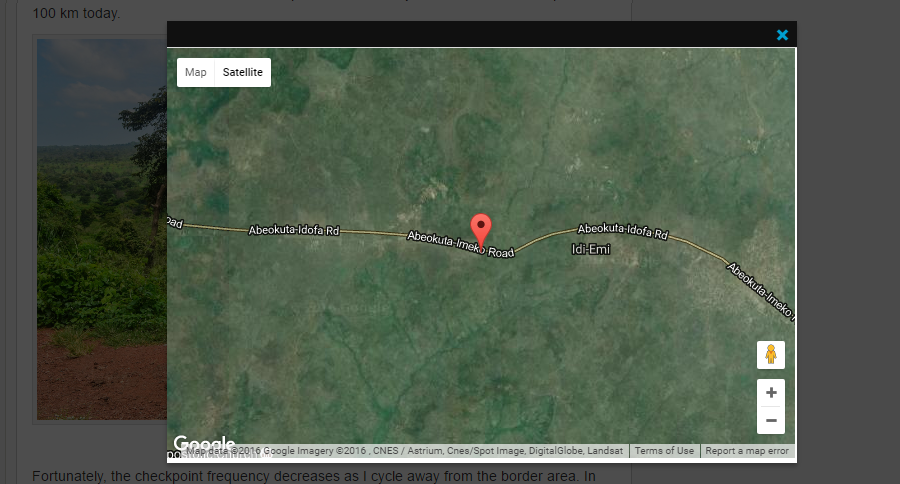 100 km today.
Map Satellite
Abeokuta-Idofa Rd
Abeokuta-Imeko Road
Abeokuta-Idofa Rd
Idi-Emi
Abeokuta-Imeko
Google
Map data ©2016 Google Imagery ©2016 , CNES / Astrium, Cnes/Spot Image, DigitalGlobe, Landsat
Terms of Use
Report a map error
Fortunately, the checkpoint frequency decreases as I cycle away from the border area. In